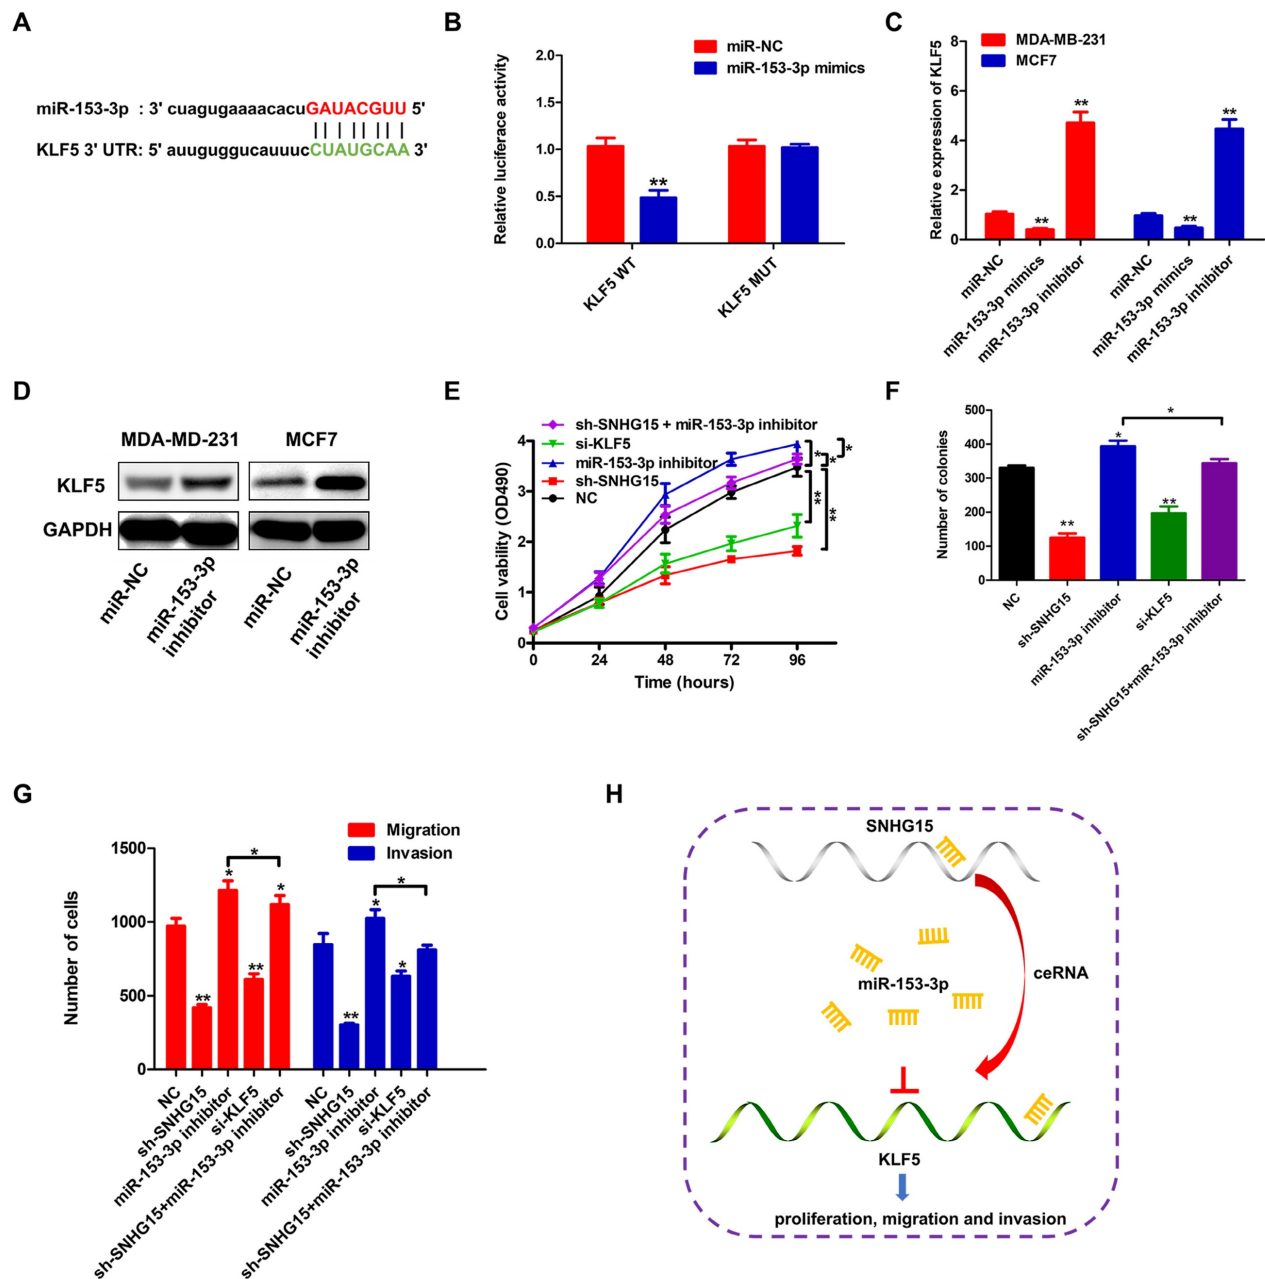 A
miR-153-3p : 3' cuagugaaaacacuGAUACGUU 5'
KLF5 3' UTR: 5' auuguggucauuucCUAUGCAA 3'
B
miR-NC
miR-153-3p mimics
Relative luciferace activity
2.0
1.5
1.0
0.5
0.0
**
KLF5 WT
KLF5 MUT
C
MDA-MB-231
MCF7
Relative expression of KLF5
8
6
4
2
0
**
**
**
**
miR-NC
miR-153-3p mimics
miR-153-3p inhibitor
miR-NC
miR-153-3p mimics
miR-153-3p inhibitor
D
MDA-MD-231
MCF7
KLF5
GAPDH
miR-NC
miR-153-3p
inhibitor
miR-NC
miR-153-3p
inhibitor
E
sh-SNHG15 + miR-153-3p inhibitor
si-KLF5
miR-153-3p inhibitor
sh-SNHG15
NC
Cell viability (OD490)
4
3
2
1
0
*
*
*
**
**
0
24
48
72
96
Time (hours)
F
Number of colonies
500
400
300
200
100
0
**
*
**
*
NC
sh-SNHG15
miR-153-3p inhibitor
si-KLF5
sh-SNHG15+miR-153-3p inhibitor
G
Migration
Invasion
Number of cells
1500
1000
500
0
**
*
**
*
*
**
*
*
*
NC
sh-SNHG15
miR-153-3p inhibitor
si-KLF5
sh-SNHG15+miR-153-3p inhibitor
NC
sh-SNHG15
miR-153-3p inhibitor
si-KLF5
sh-SNHG15+miR-153-3p inhibitor
H
SNHG15
miR-153-3p
ceRNA
KLF5
proliferation, migration and invasion